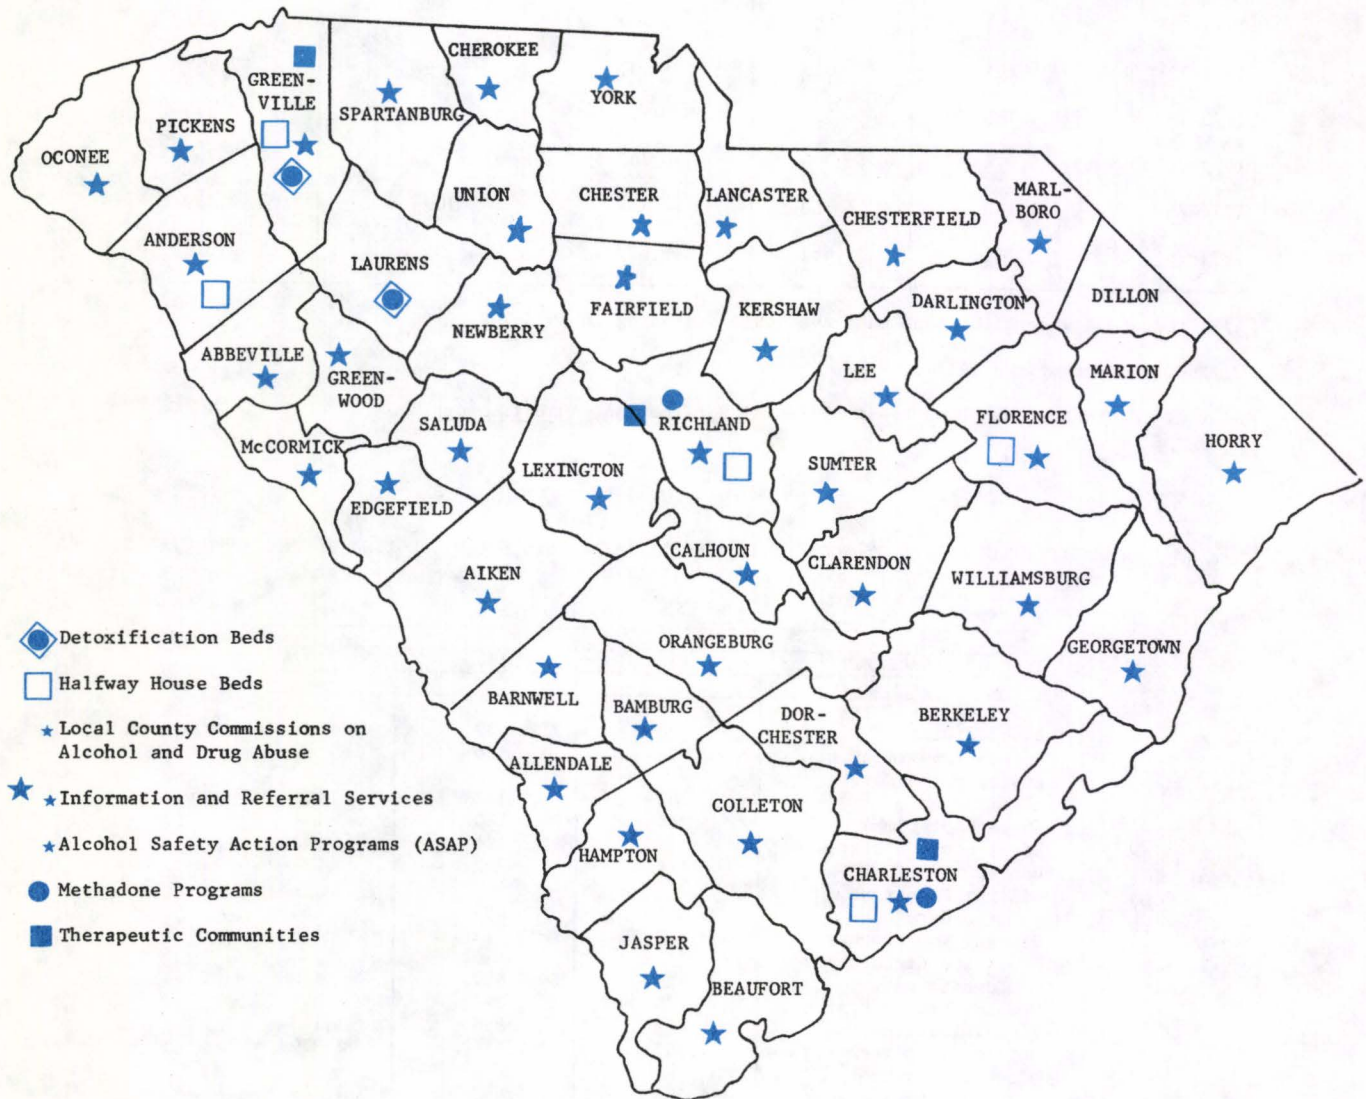 CHEROKEE
GREEN-
VILLE
YORK
SPARTANBURG
PICKENS
OCONEE
UNION
CHESTER
LANCASTER
MARL-
BORO
CHESTERFIELD
ANDERSON
LAURENS
DILLON
DARLINGTON
FAIRFIELD
KERSHAW
NEWBERRY
ABBEVILLE
GREEN-
WOOD
LEE
MARION
SALUDA
RICHLAND
FLORENCE
HORRY
McCORMICK
LEXINGTON
SUMTER
EDGEFIELD
CALHOUN
CLARENDON
AIKEN
WILLIAMSBURG
ORANGEBURG
GEORGETOWN
BARNWELL
BAMBURG
DOR-
CHESTER
BERKELEY
ALLENDALE
COLLETON
HAMPTON
CHARLESTON
JASPER
BEAUFORT
Detoxification Beds
Halfway House Beds
Local County Commissions on
Alcohol and Drug Abuse
Information and Referral Services
Alcohol Safety Action Programs (ASAP)
Methadone Programs
Therapeutic Communities